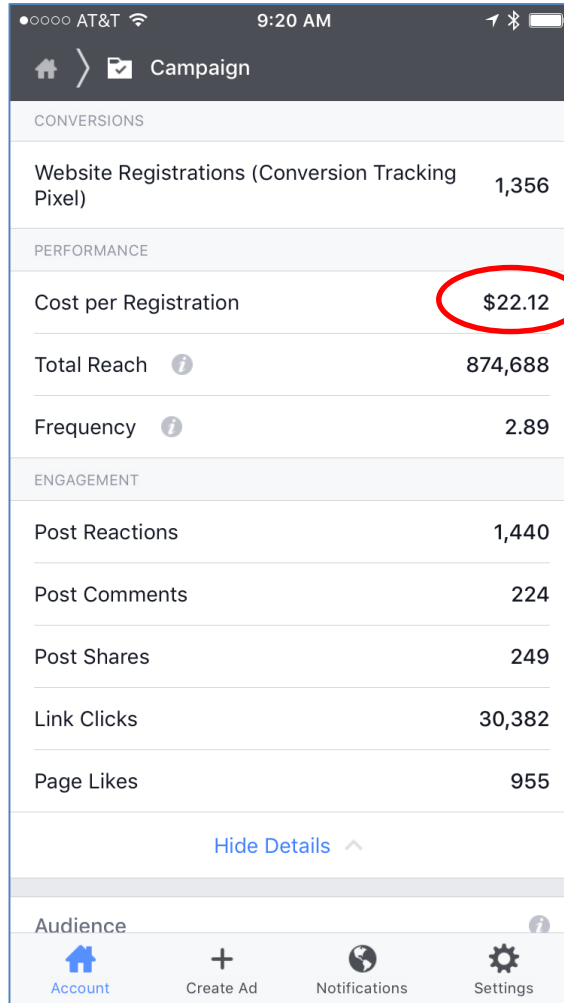 AT&T 9:20 AM
Campaign
CONVERSIONS
Website Registrations (Conversion Tracking 1,356
Pixel)
PERFORMANCE
Cost per Registration $22.12
Total Reach i 874,688
Frequency i 2.89
ENGAGEMENT
Post Reactions 1,440
Post Comments 224
Post Shares 249
Link Clicks 30,382
Page Likes 955
Hide Details
Audience i
Account Create Ad Notifications Settings